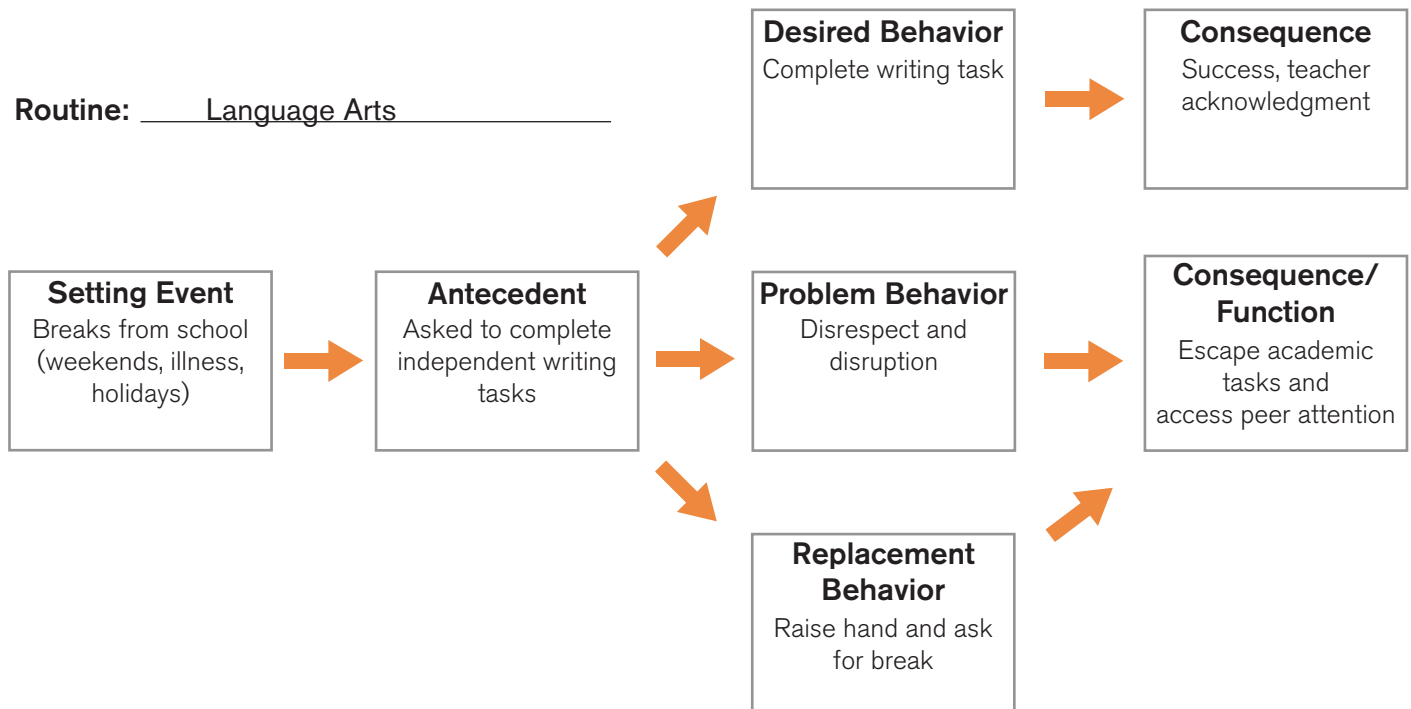 Desired Behavior
Complete writing task
Consequence
Success, teacher
acknowledgment
Routine: Language Arts
Setting Event
Breaks from school
(weekends, illness,
holidays)
Antecedent
Asked to complete
independent writing
tasks
Problem Behavior
Disrespect and
disruption
Consequence/
Function
Escape academic
tasks and
access peer attention
Replacement
Behavior
Raise hand and ask
for break